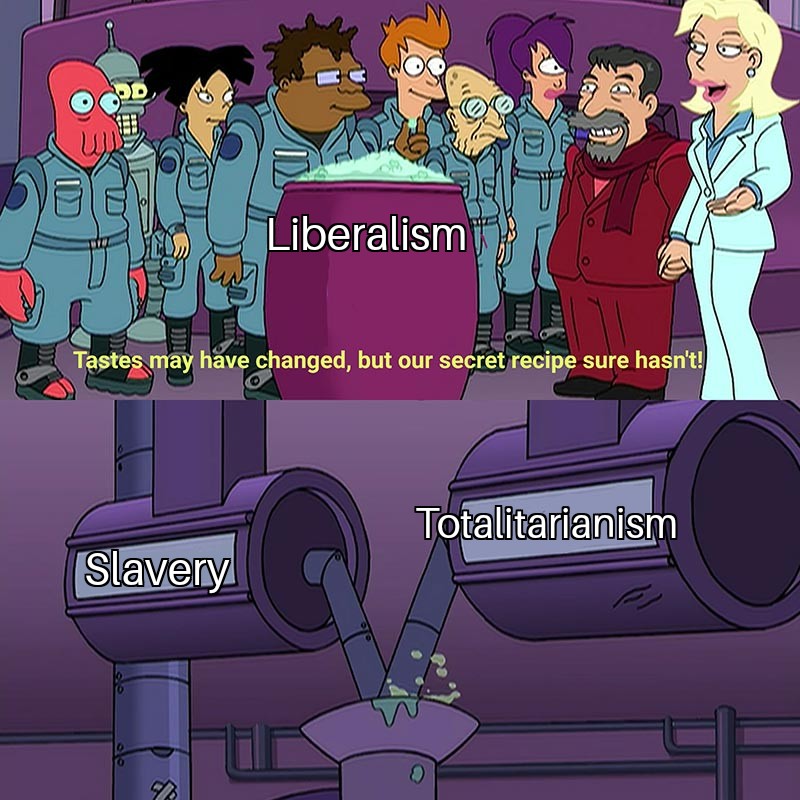 Liberalism
Tastes may have changed, but our secret recipe sure hasn't!
Totalitarianism
Slavery